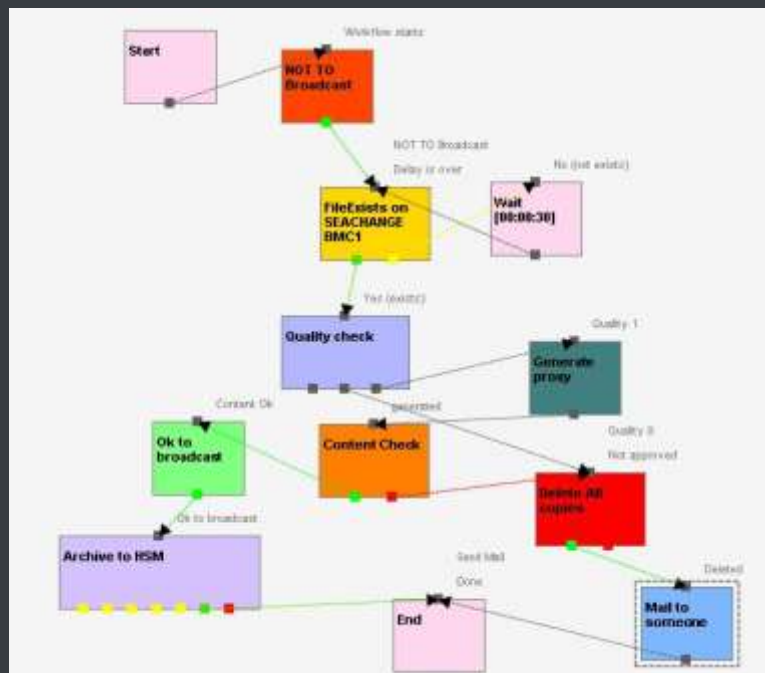 Workflow starts
Start
NOT TO
Broadcast
NOT TO Broadcast
Delay is over
No (not exists)
FileExists on
SEACHANGE
BMC1
Wait
[00:00:30]
Yes (exists)
Quality check
Quality 1
Generate
proxy
Content Ok
generated
Ok to
broadcast
Content Check
Quality 0
Not approved
Delete All
copies
Ok to broadcast
Archive to HSM
Send Mail
Done
Deleted
End
Mail to
someone